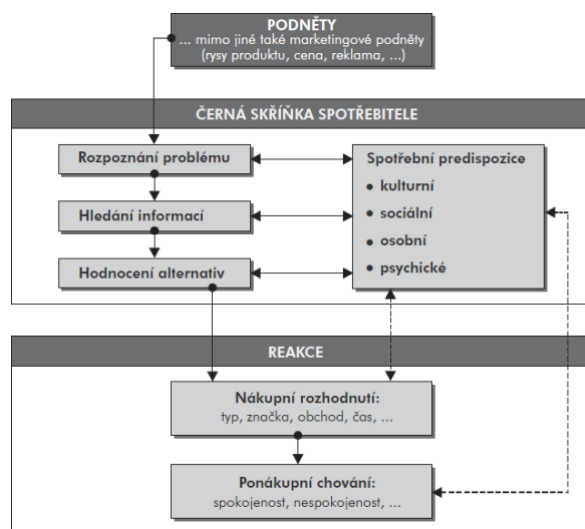 PODNĚTY
... mimo jiné také marketingové podněty
(rysy produktu, cena, reklama, ...)
ČERNÁ SKŘÍŇKA SPOTŘEBITELE
Rozpoznání problému
Hledání informací
Hodnocení alternativ
Spotřební predispozice
• kulturní
• sociální
• osobní
• psychické
REAKCE
Nákupní rozhodnutí:
typ, značka, obchod, čas, ...
Ponákupní chování:
spokojenost, nespokojenost, ...